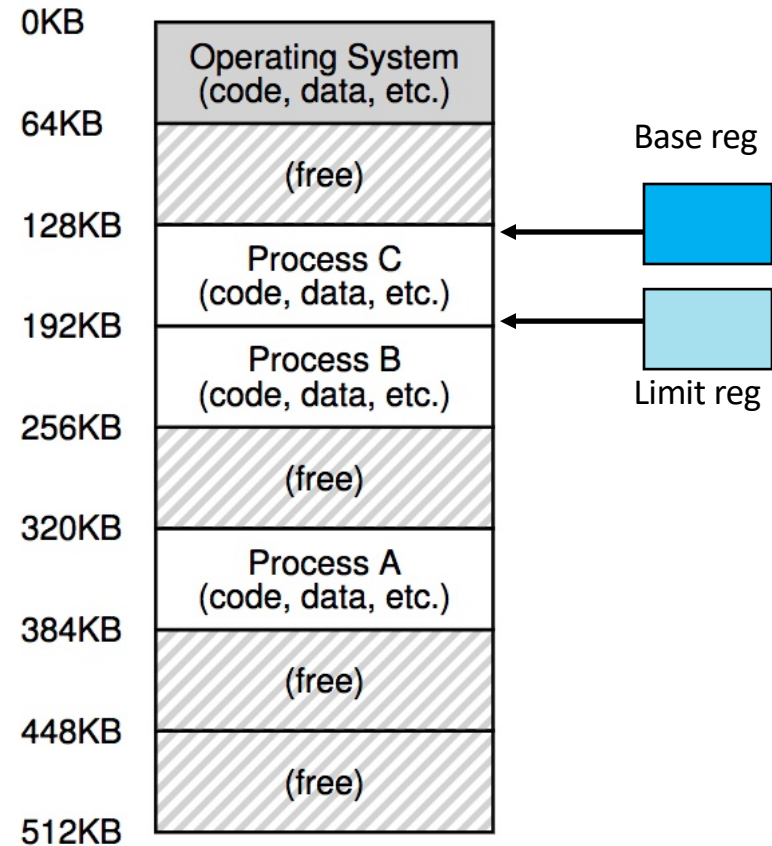 0KB
Operating System
(code, data, etc.)
64KB
(free)
Base reg
128KB
Process C
(code, data, etc.)
192KB
Process B
(code, data, etc.)
Limit reg
256KB
(free)
320KB
Process A
(code, data, etc.)
384KB
(free)
448KB
(free)
512KB